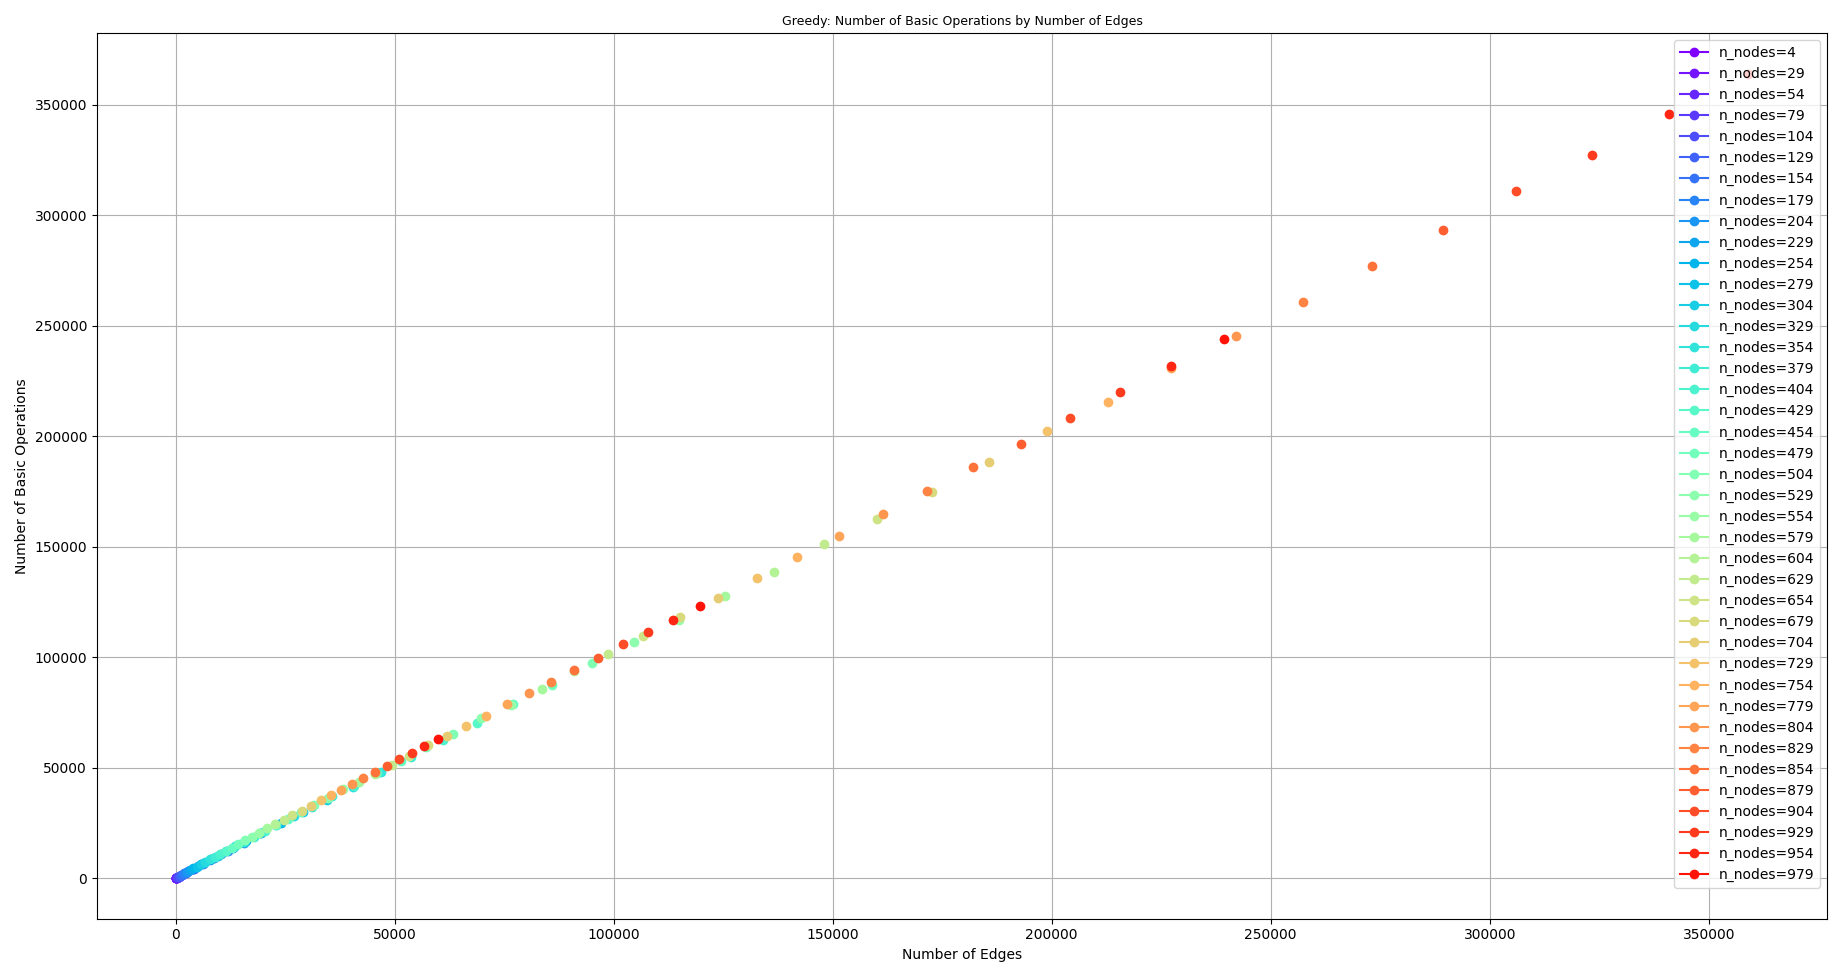 Greedy: Number of Basic Operations by Number of Edges
n_nodes=4
n_nodes=29
n_nodes=54
n_nodes=79
n_nodes=104
n_nodes=129
n_nodes=154
n_nodes=179
n_nodes=204
n_nodes=229
n_nodes=254
n_nodes=279
n_nodes=304
n_nodes=329
n_nodes=354
n_nodes=379
n_nodes=404
n_nodes=429
n_nodes=454
n_nodes=479
n_nodes=504
n_nodes=529
n_nodes=554
n_nodes=579
n_nodes=604
n_nodes=629
n_nodes=654
n_nodes=679
n_nodes=704
n_nodes=729
n_nodes=754
n_nodes=779
n_nodes=804
n_nodes=829
n_nodes=854
n_nodes=879
n_nodes=904
n_nodes=929
n_nodes=954
n_nodes=979
350000
300000
250000
200000
150000
100000
50000
0
Number of Basic Operations
0 50000 100000 150000 200000 250000 300000 350000
Number of Edges